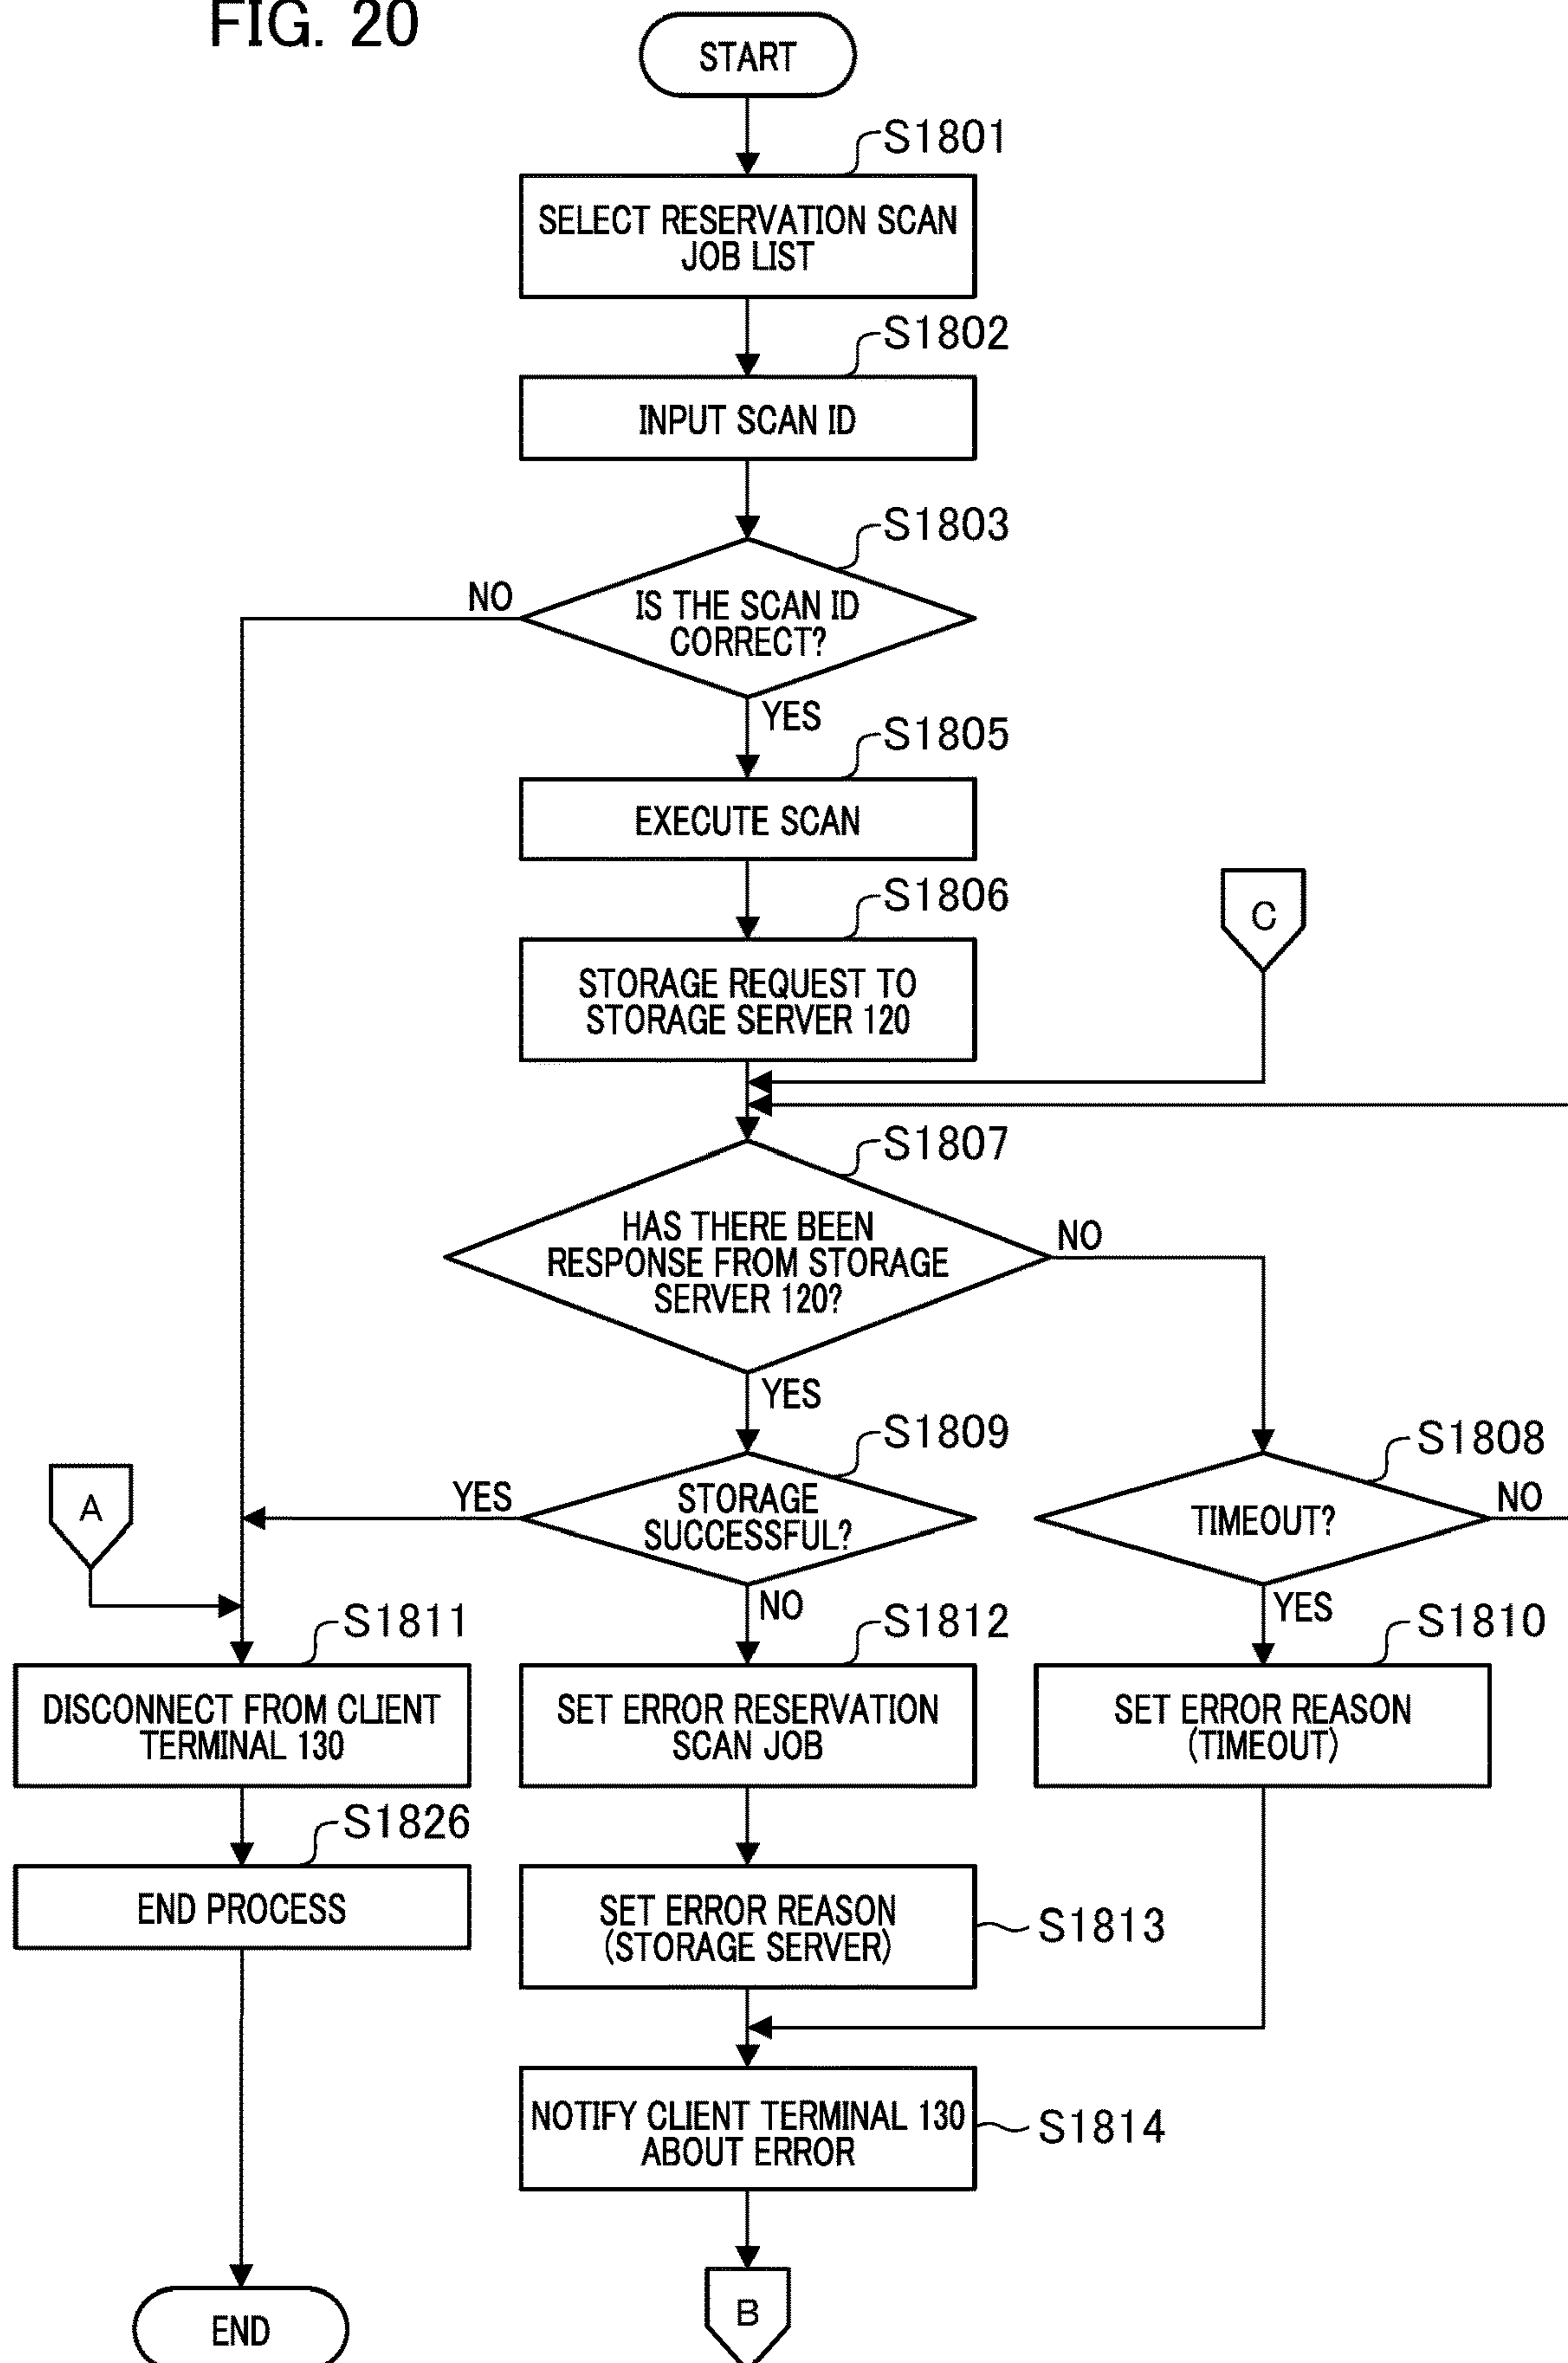 FIG. 20
START
S1801
SELECT RESERVATION SCAN
JOB LIST
S1802
INPUT SCAN ID
S1803
NO
IS THE SCAN ID
CORRECT?
YES
S1805
EXECUTE SCAN
S1806
C
STORAGE REQUEST TO
STORAGE SERVER 120
S1807
HAS THERE BEEN
RESPONSE FROM STORAGE
SERVER 120?
NO
YES
S1809
S1808
A
YES
STORAGE
SUCCESSFUL?
TIMEOUT?
NO
NO
YES
S1811
S1812
S1810
DISCONNECT FROM CLIENT
TERMINAL 130
SET ERROR RESERVATION
SCAN JOB
SET ERROR REASON
(TIMEOUT)
S1826
END PROCESS
SET ERROR REASON
(STORAGE SERVER)
S1813
NOTIFY CLIENT TERMINAL 130
ABOUT ERROR
S1814
END
B